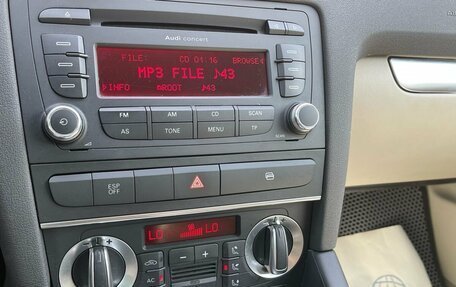 Audi concert
FILE: CD 01:16 BROWSE
MP3 FILE ♪43
INFO ROOT ♪43
FM AM CD SCAN
AS TONE MENU TP
ESP OFF
LO LO
AC